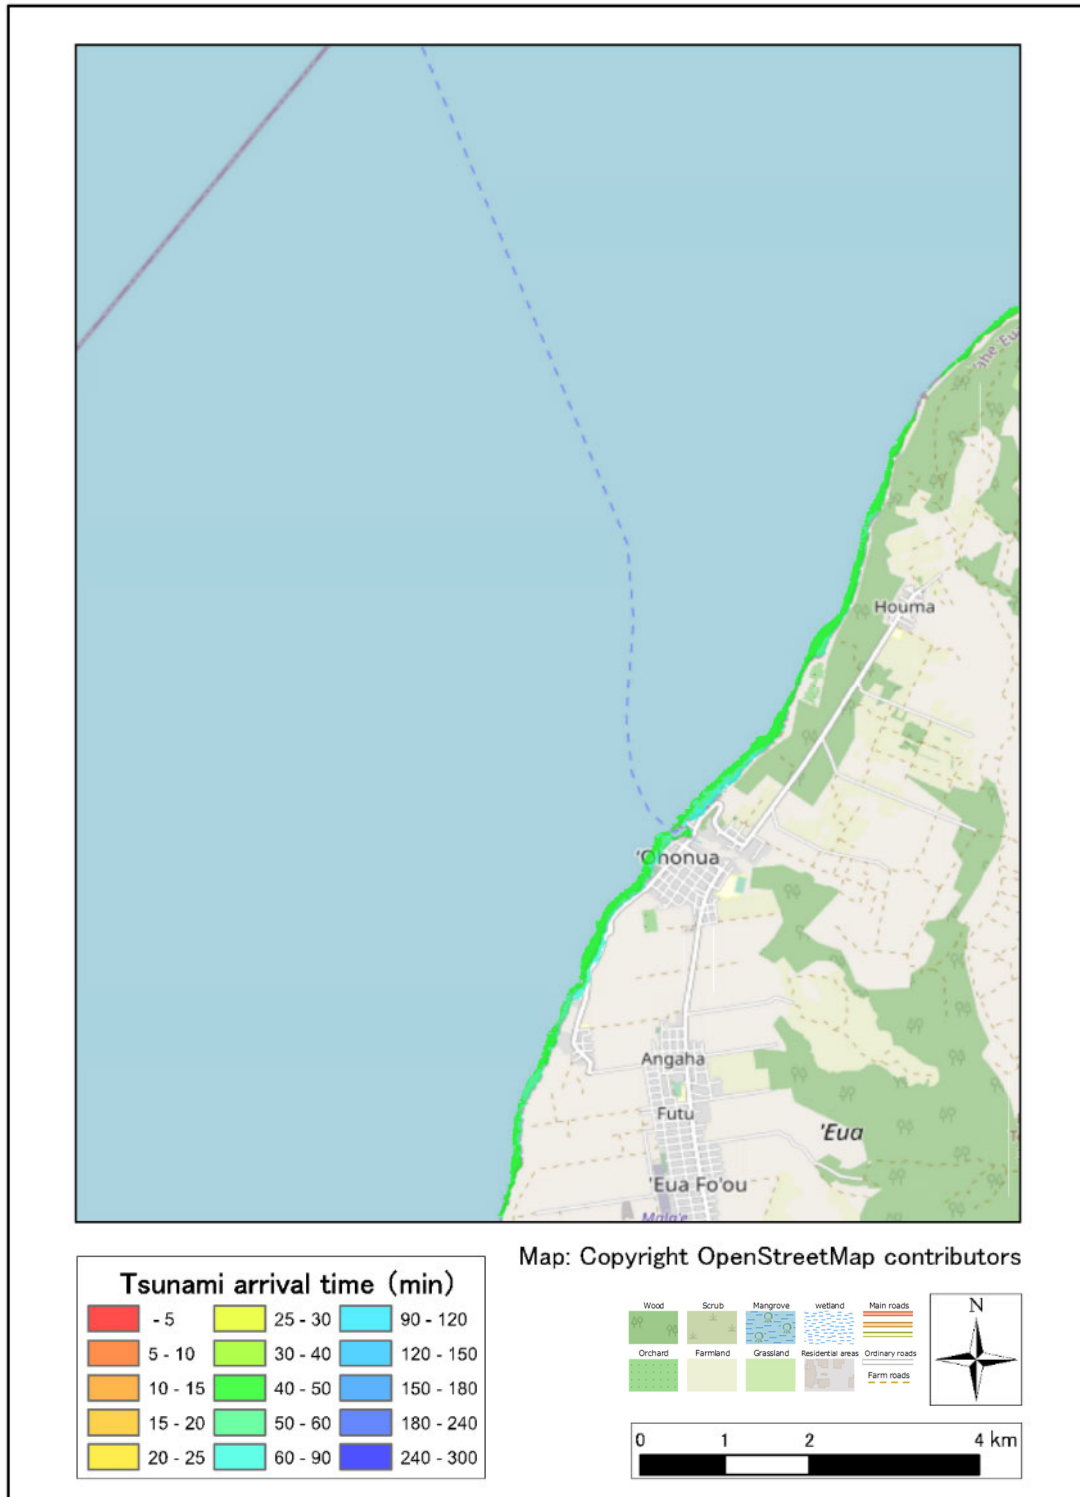 'ane 'Eu
Houma
'Ohonua
Angaha
Futu
'Eua
'Eua Fo'ou
Mala'e
Map: Copyright OpenStreetMap contributors
Tsunami arrival time (min)
- 5 25 - 30 90 - 120
5 - 10 30 - 40 120 - 150
10 - 15 40 - 50 150 - 180
15 - 20 50 - 60 180 - 240
20 - 25 60 - 90 240 - 300
Wood Scrub Mangrove wetland Main roads
Orchard Farmland Grassland Residential areas Ordinary roads
Farm roads
N
0 1 2 4 km